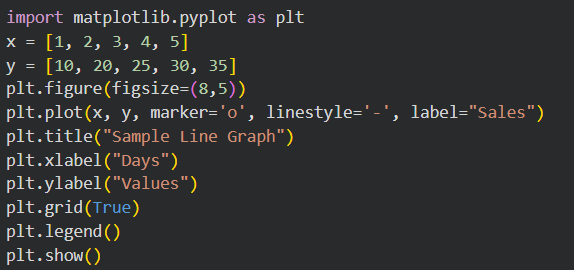 import matplotlib.pyplot as plt
x = [1, 2, 3, 4, 5]
y = [10, 20, 25, 30, 35]
plt.figure(figsize=(8,5))
plt.plot(x, y, marker='o', linestyle='-', label="Sales")
plt.title("Sample Line Graph")
plt.xlabel("Days")
plt.ylabel("Values")
plt.grid(True)
plt.legend()
plt.show()